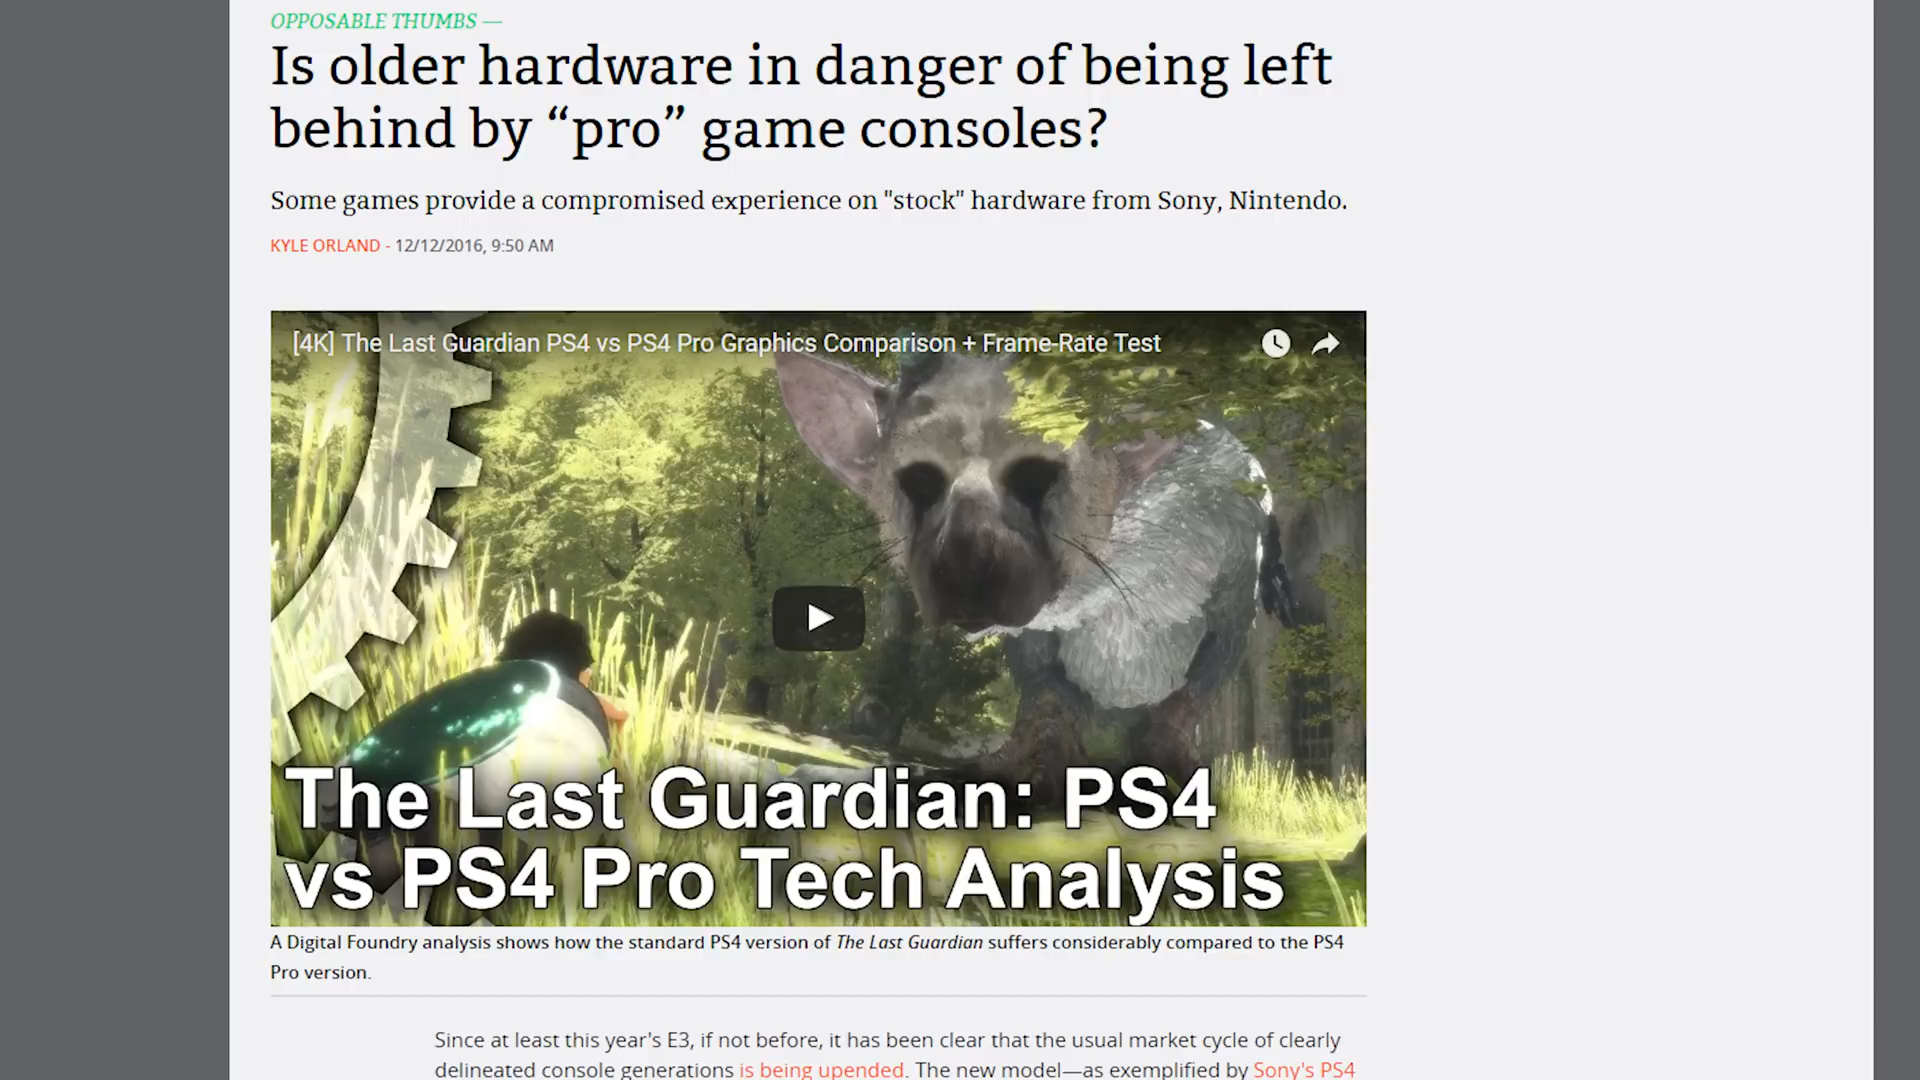 OPPOSABLE THUMBS —
Is older hardware in danger of being left
behind by “pro” game consoles?
Some games provide a compromised experience on "stock" hardware from Sony, Nintendo.
KYLE ORLAND - 12/12/2016, 9:50 AM
[4K] The Last Guardian PS4 vs PS4 Pro Graphics Comparison + Frame-Rate Test
The Last Guardian: PS4
vs PS4 Pro Tech Analysis
A Digital Foundry analysis shows how the standard PS4 version of The Last Guardian suffers considerably compared to the PS4
Pro version.
Since at least this year's E3, if not before, it has been clear that the usual market cycle of clearly
delineated console generations is being upended. The new model—as exemplified by Sony's PS4